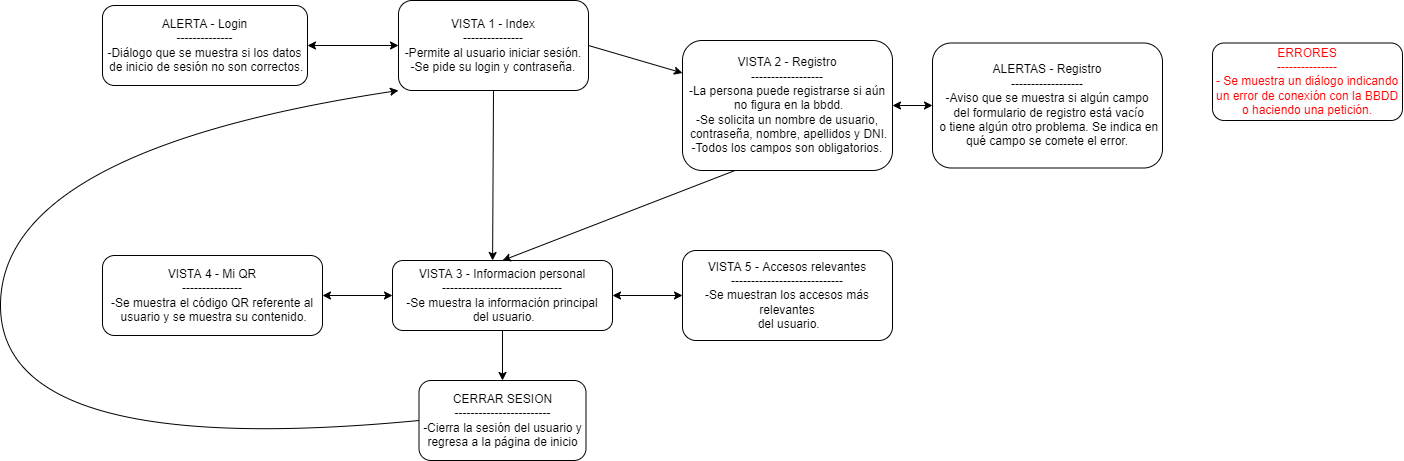 ALERTA - Login
--------------
-Diálogo que se muestra si los datos
de inicio de sesión no son correctos.
VISTA 1 - Index
---------------
-Permite al usuario iniciar sesión.
-Se pide su login y contraseña.
VISTA 2 - Registro
------------------
-La persona puede registrarse si aún
no figura en la bbdd.
-Se solicita un nombre de usuario,
contraseña, nombre, apellidos y DNI.
-Todos los campos son obligatorios.
ALERTAS - Registro
------------------
-Aviso que se muestra si algún campo
del formulario de registro está vacío
o tiene algún otro problema. Se indica en
qué campo se comete el error.
ERRORES
---------------
- Se muestra un diálogo indicando
un error de conexión con la BBDD
o haciendo una petición.
VISTA 4 - Mi QR
---------------
-Se muestra el código QR referente al
usuario y se muestra su contenido.
VISTA 3 - Informacion personal
------------------------------
-Se muestra la información principal
del usuario.
VISTA 5 - Accesos relevantes
----------------------------
-Se muestran los accesos más
relevantes
del usuario.
CERRAR SESION
------------------------
-Cierra la sesión del usuario y
regresa a la página de inicio